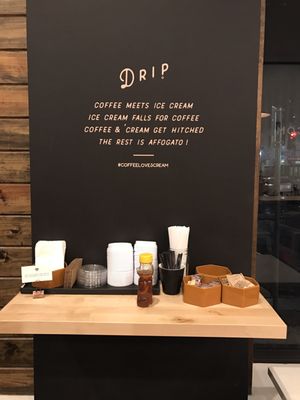 DRIP
COFFEE MEETS ICE CREAM
ICE CREAM FALLS FOR COFFEE
COFFEE & 'CREAM GET HITCHED
THE REST IS AFFOGATO!
#COFFEELOVESCREAM